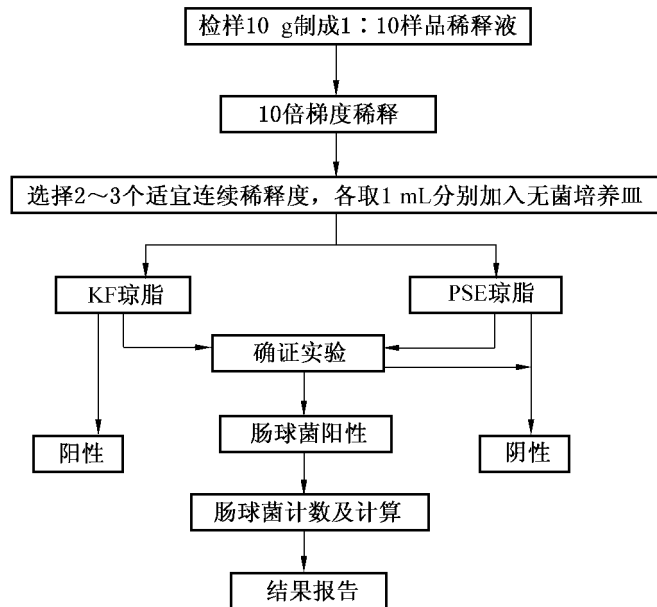 检样10 g制成1∶10样品稀释液
10倍梯度稀释
选择2～3个适宜连续稀释度，各取1 mL分别加入无菌培养皿
KF琼脂
PSE琼脂
确证实验
阳性
肠球菌阳性
阴性
肠球菌计数及计算
结果报告